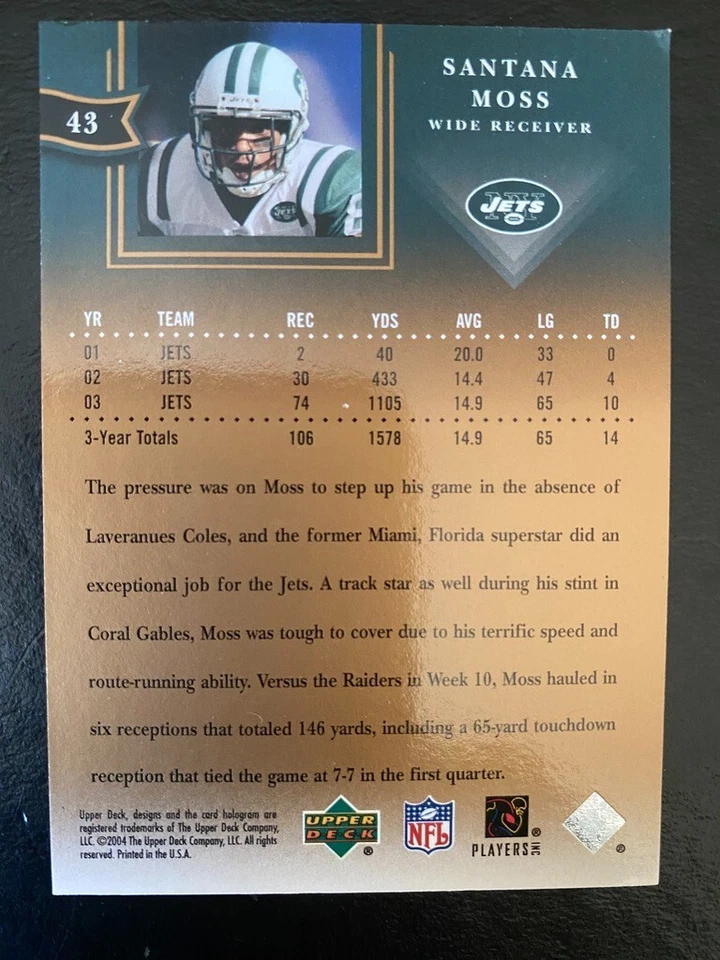 43
SANTANA
MOSS
WIDE RECEIVER
JETS
JETS
NY
JETS
YR TEAM REC YDS AVG LG TD
01 JETS 2 40 20.0 33 0
02 JETS 30 433 14.4 47 4
03 JETS 74 1105 14.9 65 10
3-Year Totals 106 1578 14.9 65 14
The pressure was on Moss to step up his game in the absence of
Laveranues Coles, and the former Miami, Florida superstar did an
exceptional job for the Jets. A track star as well during his stint in
Coral Gables, Moss was tough to cover due to his terrific speed and
route-running ability. Versus the Raiders in Week 10, Moss hauled in
six receptions that totaled 146 yards, including a 65-yard touchdown
reception that tied the game at 7-7 in the first quarter.
Upper Deck, designs and the card hologram are
registered trademarks of The Upper Deck Company,
LLC. ©2004 The Upper Deck Company, LLC. All rights
reserved. Printed in the U.S.A.
UPPER
DECK
®
NFL
PLAYERS INC ®
®